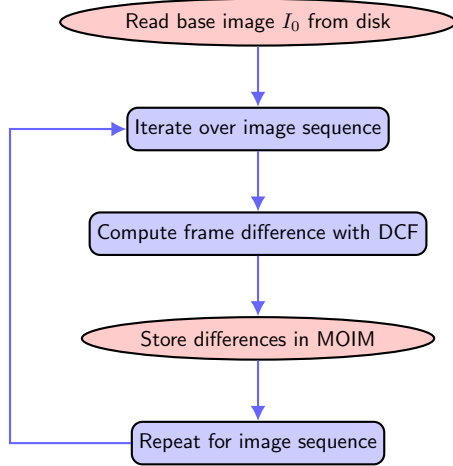 Read base image I₀ from disk
Iterate over image sequence
Compute frame difference with DCF
Store differences in MOIM
Repeat for image sequence